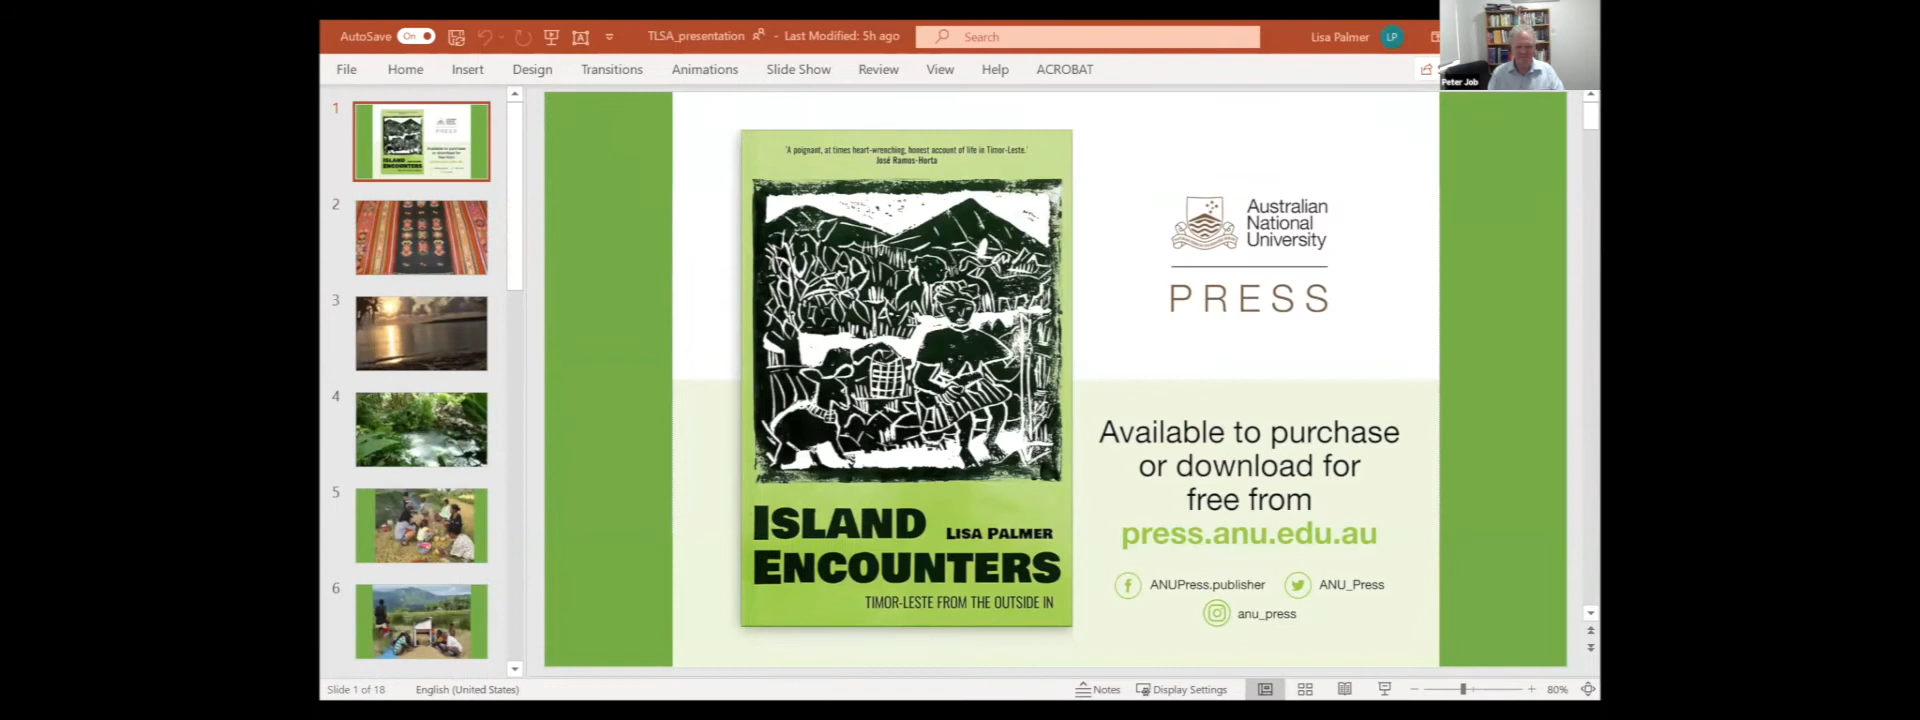 AutoSave On
TLSA_presentation - Last Modified: 5h ago
Search
Lisa Palmer LP
File Home Insert Design Transitions Animations Slide Show Review View Help ACROBAT
Peter Job
1
2
3
4
5
6
'A poignant, at times heart-wrenching, honest account of life in Timor-Leste.'
José Ramos-Horta
ISLAND
LISA PALMER
ENCOUNTERS
TIMOR-LESTE FROM THE OUTSIDE IN
Australian
National
University
PRESS
Available to purchase
or download for
free from
press.anu.edu.au
ANUPress.publisher ANU_Press
anu_press
Slide 1 of 18 English (United States) Notes Display Settings 80%